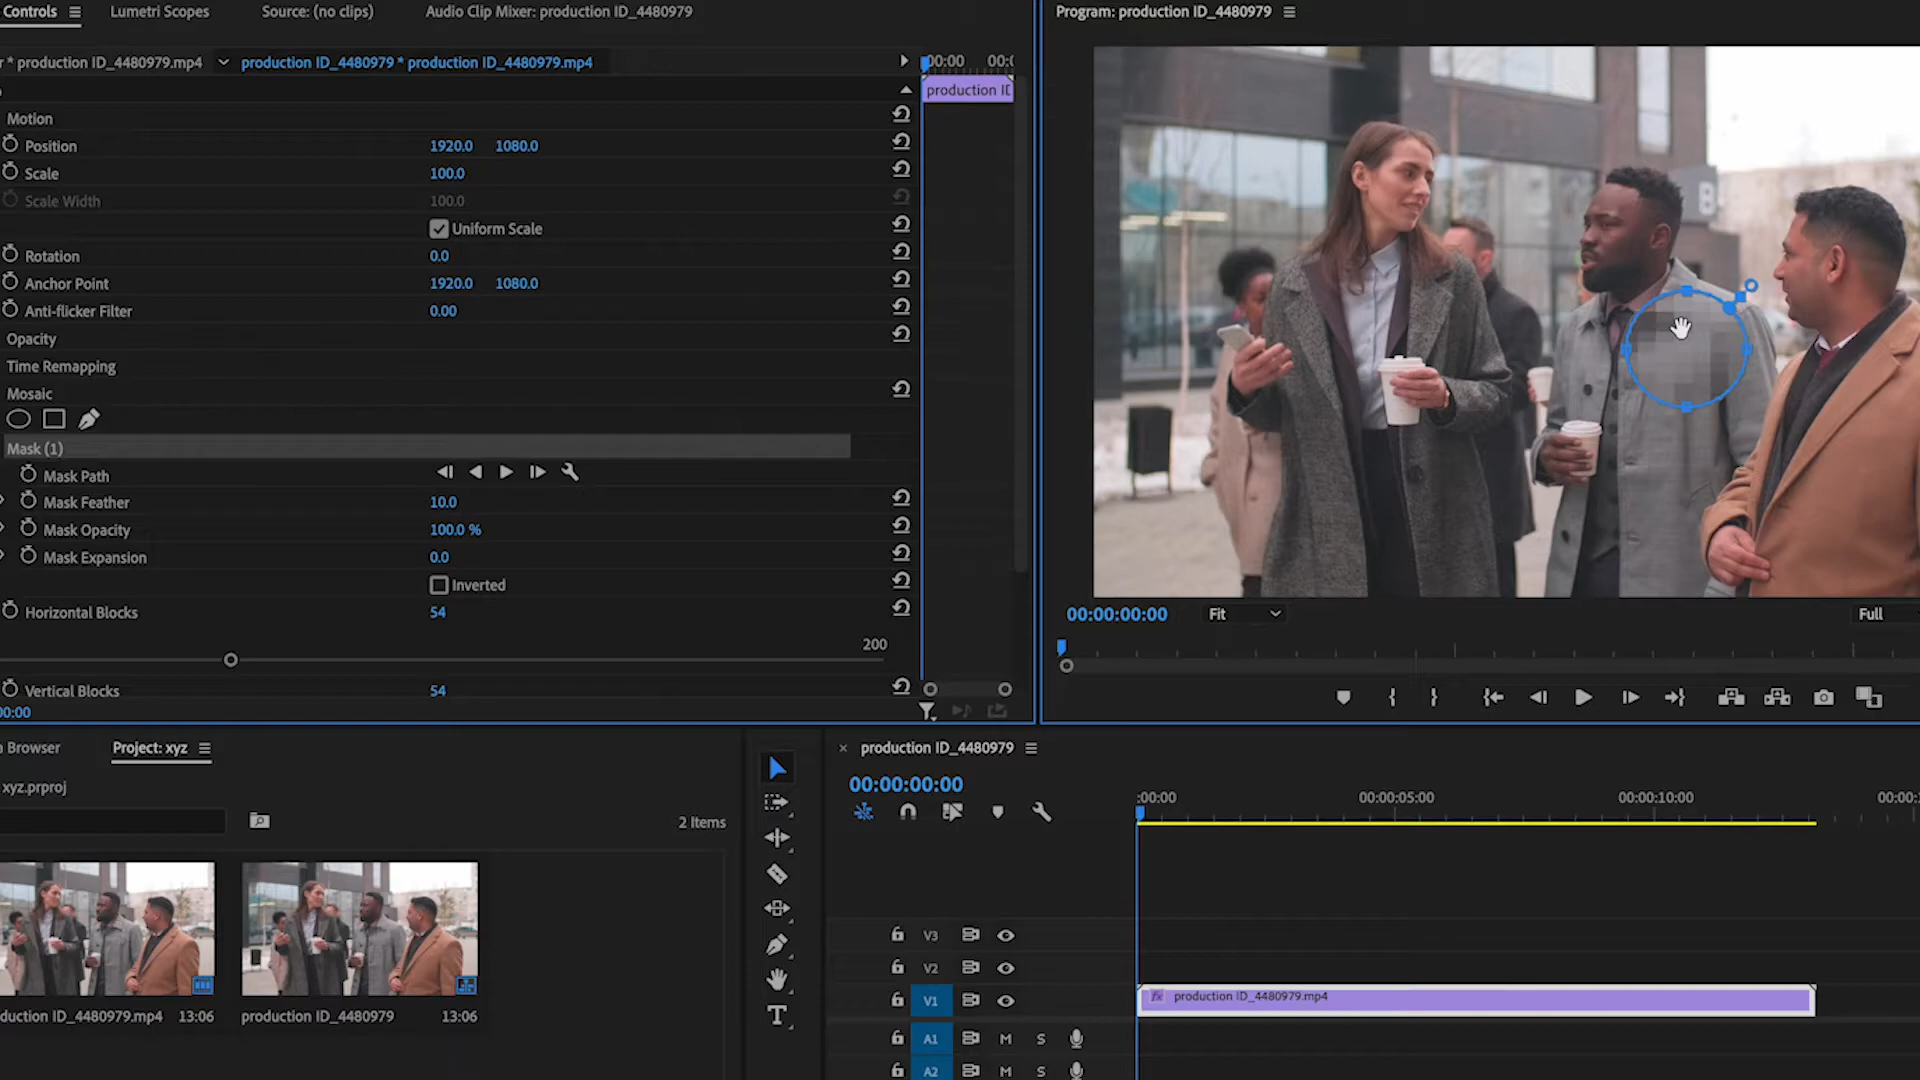 Controls
Lumetri Scopes
Source: (no clips)
Audio Clip Mixer: production ID_4480979
r * production ID_4480979.mp4
production ID_4480979 * production ID_4480979.mp4
:00:00
00:(
production ID
Motion
Position 1920.0 1080.0
Scale 100.0
Scale Width 100.0
Uniform Scale
Rotation 0.0
Anchor Point 1920.0 1080.0
Anti-flicker Filter 0.00
Opacity
Time Remapping
Mosaic
Mask (1)
Mask Path
Mask Feather 10.0
Mask Opacity 100.0 %
Mask Expansion 0.0
Inverted
Horizontal Blocks 54
200
Vertical Blocks 54
00:00
Program: production ID_4480979
B
00:00:00:00
Fit
Full
a Browser
Project: xyz
xyz.prproj
2 Items
duction ID_4480979.mp4 13:06
production ID_4480979 13:06
× production ID_4480979
00:00:00:00
:00:00
00:00:05:00
00:00:10:00
00:00:
V3
V2
V1
fx production ID_4480979.mp4
A1 M S
A2 M S